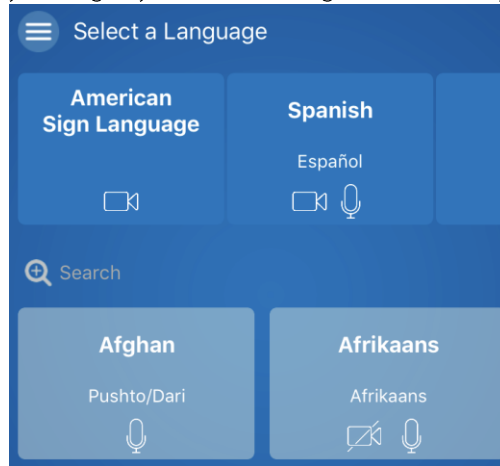 Select a Language
American
Sign Language
Spanish
Español
Search
Afghan
Afrikaans
Pushto/Dari
Afrikaans